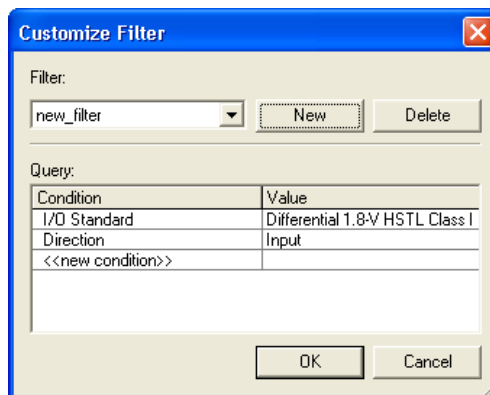 Customize Filter
Filter:
new_filter New Delete
Query:
Condition Value
I/O Standard Differential 1.8-V HSTL Class I
Direction Input
<<new condition>>
OK Cancel